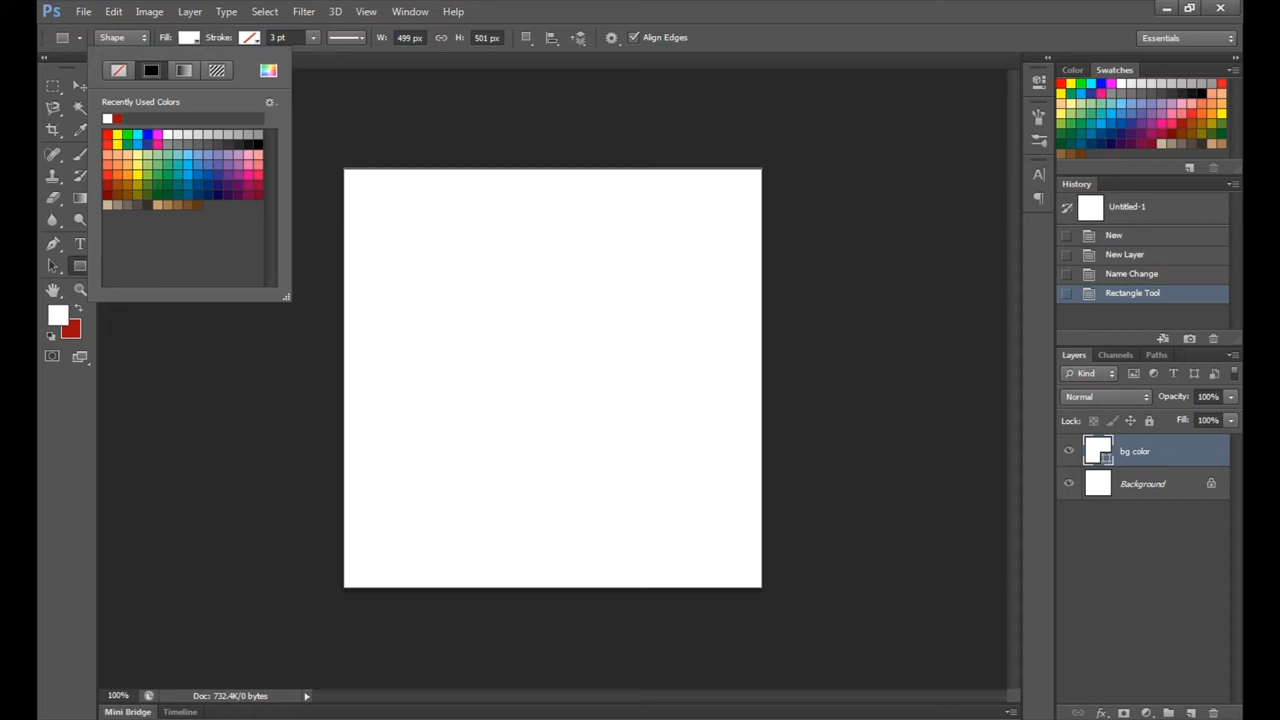 Ps File Edit Image Layer Type Select Filter 3D View Window Help
Shape Fill: Stroke: 3 pt W: 499 px H: 501 px Align Edges Essentials
Color Swatches
Recently Used Colors
History
Untitled-1
New
New Layer
Name Change
Rectangle Tool
Layers Channels Paths
Kind
Normal Opacity: 100%
Lock: Fill: 100%
bg color
Background
100% Doc: 732.4K/0 bytes
Mini Bridge Timeline